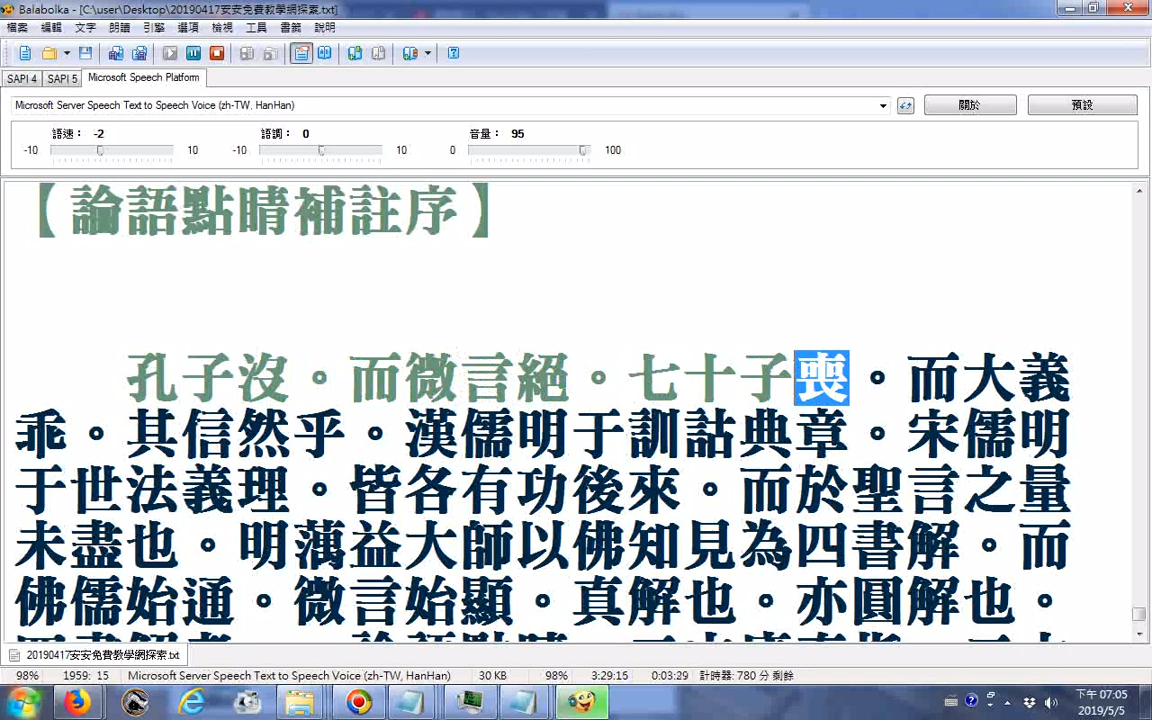 Balabolka - [C:\user\Desktop\20190417安安免費教學網探索.txt]
檔案 編輯 文字 朗讀 引擎 選項 檢視 工具 書籤 說明
SAPI 4 SAPI 5 Microsoft Speech Platform
Microsoft Server Speech Text to Speech Voice (zh-TW, HanHan) 關於 預設
語速： -2 語調： 0 音量： 95
-10 10 -10 10 0 100
【論語點睛補註序】
孔子沒。而微言絕。七十子喪。而大義
乖。其信然乎。漢儒明于訓詁典章。宋儒明
于世法義理。皆各有功後來。而於聖言之量
未盡也。明蕅益大師以佛知見為四書解。而
佛儒始通。微言始顯。真解也。亦圓解也。
20190417安安免費教學網探索.txt
98% 1959: 15 Microsoft Server Speech Text to Speech Voice (zh-TW, HanHan) 30 KB 98% 3:29:15 0:03:29 計時器: 780 分 剩餘
下午 07:05
2019/5/5